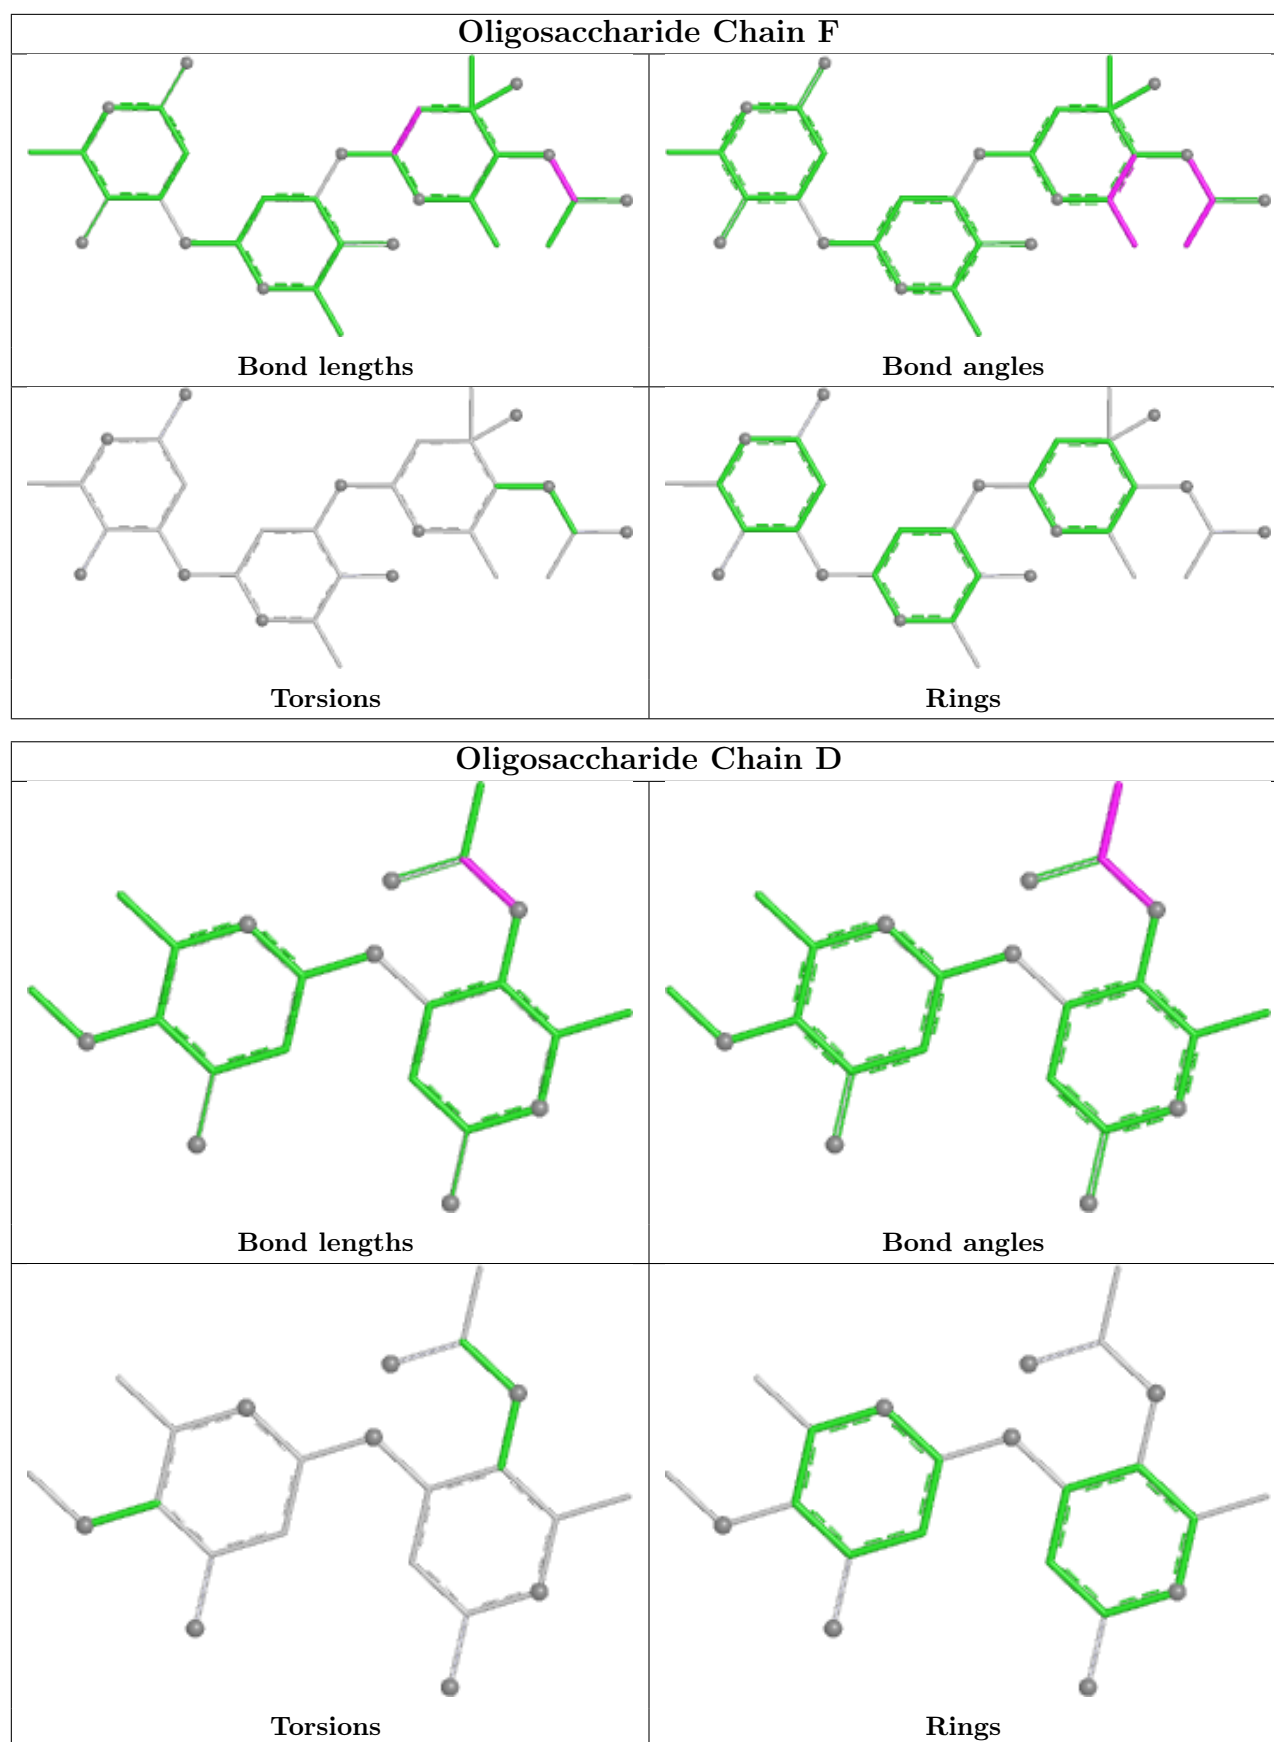 Oligosaccharide Chain F
Bond lengths
Bond angles
Torsions
Rings
Oligosaccharide Chain D
Bond lengths
Bond angles
Torsions
Rings